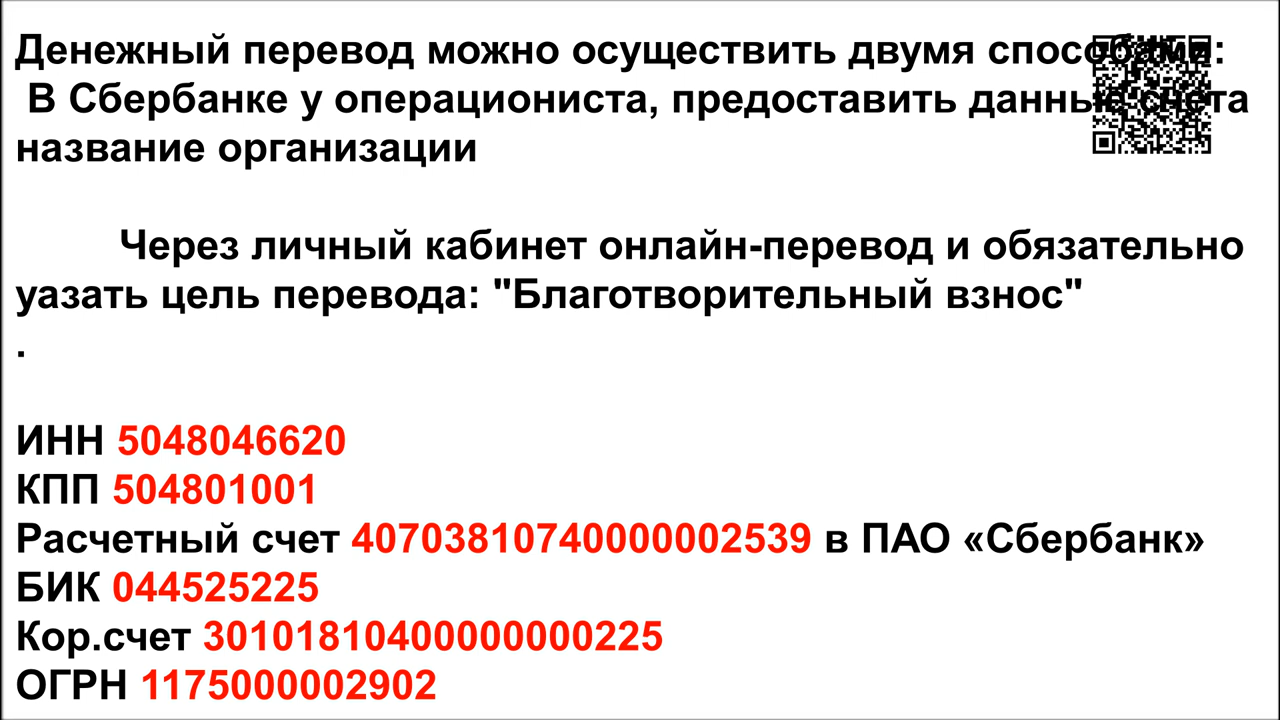 Денежный перевод можно осуществить двумя способами:
В Сбербанке у операциониста, предоставить данные счета
название организации
Через личный кабинет онлайн-перевод и обязательно
уазать цель перевода: "Благотворительный взнос"
.
ИНН 5048046620
КПП 504801001
Расчетный счет 40703810740000002539 в ПАО «Сбербанк»
БИК 044525225
Кор.счет 30101810400000000225
ОГРН 1175000002902